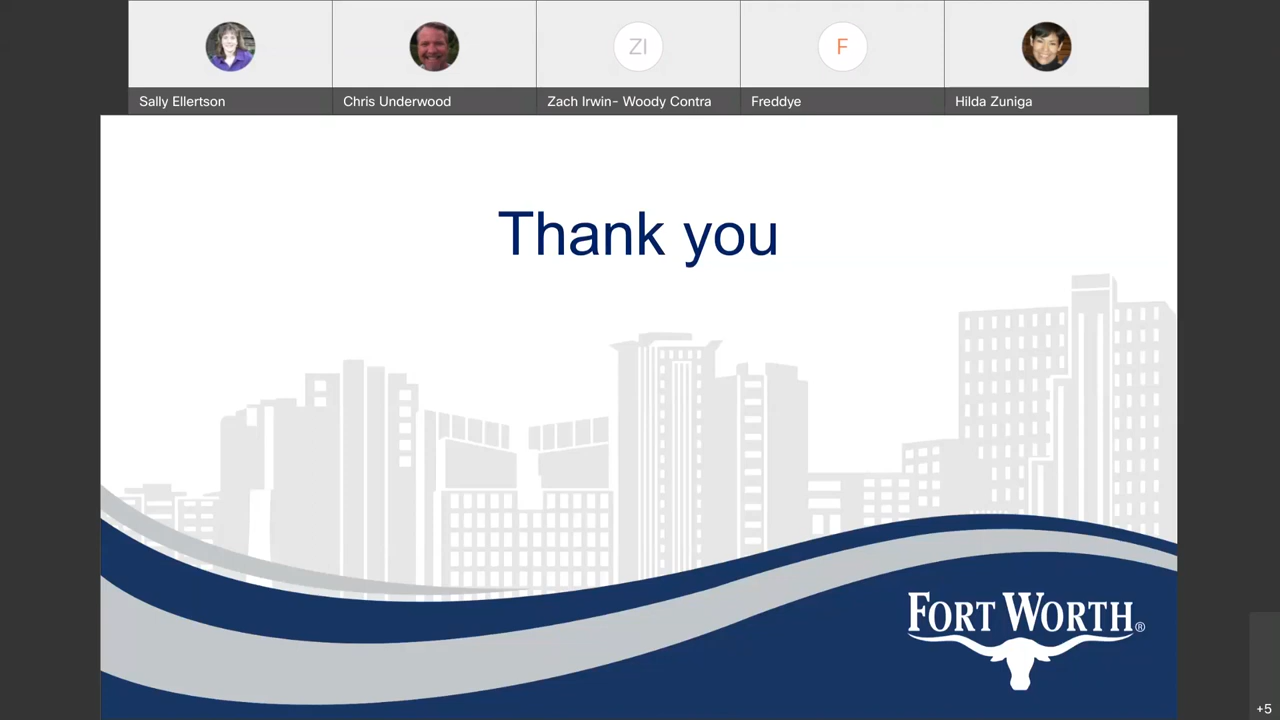 Sally Ellertson
Chris Underwood
ZI
Zach Irwin- Woody Contra
F
Freddye
Hilda Zuniga
Thank you
FORT WORTH®
+5